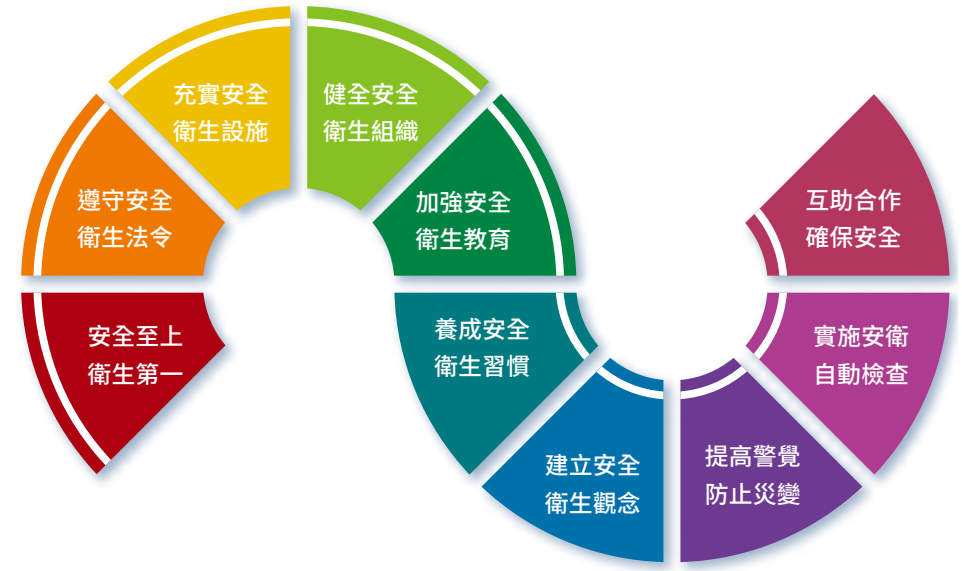 安全至上
衛生第一
遵守安全
衛生法令
充實安全
衛生設施
健全安全
衛生組織
加強安全
衛生教育
養成安全
衛生習慣
建立安全
衛生觀念
提高警覺
防止災變
實施安衛
自動檢查
互助合作
確保安全